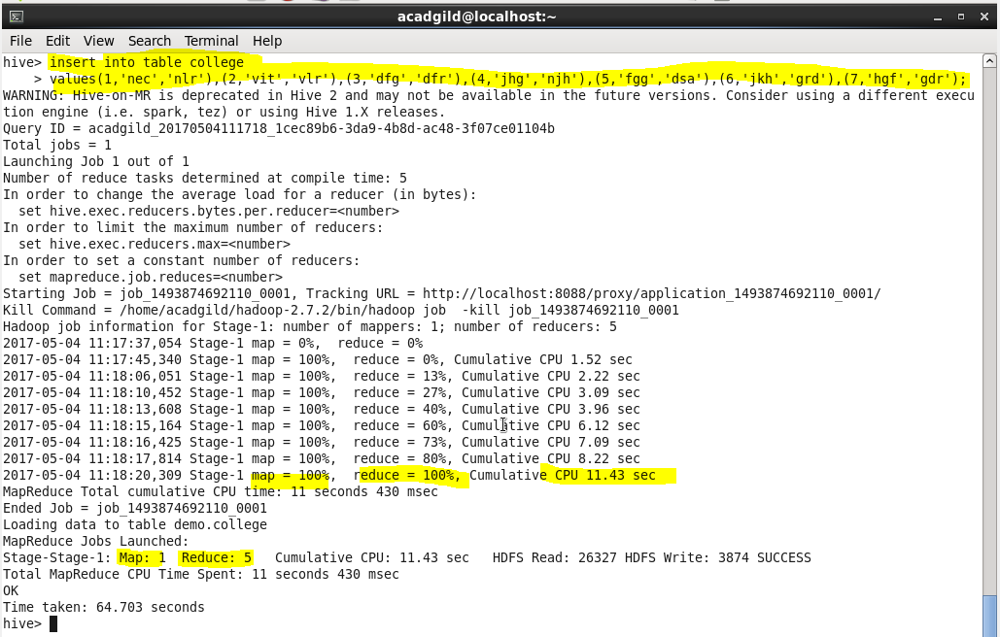 acadgild@localhost:~
File Edit View Search Terminal Help
hive> insert into table college
    > values(1,'nec','nlr'),(2,'vit','vlr'),(3,'dfg','dfr'),(4,'jhg','njh'),(5,'fgg','dsa'),(6,'jkh','grd'),(7,'hgf','gdr');
WARNING: Hive-on-MR is deprecated in Hive 2 and may not be available in the future versions. Consider using a different execu
tion engine (i.e. spark, tez) or using Hive 1.X releases.
Query ID = acadgild_20170504111718_1cec89b6-3da9-4b8d-ac48-3f07ce01104b
Total jobs = 1
Launching Job 1 out of 1
Number of reduce tasks determined at compile time: 5
In order to change the average load for a reducer (in bytes):
  set hive.exec.reducers.bytes.per.reducer=<number>
In order to limit the maximum number of reducers:
  set hive.exec.reducers.max=<number>
In order to set a constant number of reducers:
  set mapreduce.job.reduces=<number>
Starting Job = job_1493874692110_0001, Tracking URL = http://localhost:8088/proxy/application_1493874692110_0001/
Kill Command = /home/acadgild/hadoop-2.7.2/bin/hadoop job  -kill job_1493874692110_0001
Hadoop job information for Stage-1: number of mappers: 1; number of reducers: 5
2017-05-04 11:17:37,054 Stage-1 map = 0%,  reduce = 0%
2017-05-04 11:17:45,340 Stage-1 map = 100%,  reduce = 0%, Cumulative CPU 1.52 sec
2017-05-04 11:18:06,051 Stage-1 map = 100%,  reduce = 13%, Cumulative CPU 2.22 sec
2017-05-04 11:18:10,452 Stage-1 map = 100%,  reduce = 27%, Cumulative CPU 3.09 sec
2017-05-04 11:18:13,608 Stage-1 map = 100%,  reduce = 40%, Cumulative CPU 3.96 sec
2017-05-04 11:18:15,164 Stage-1 map = 100%,  reduce = 60%, Cumulative CPU 6.12 sec
2017-05-04 11:18:16,425 Stage-1 map = 100%,  reduce = 73%, Cumulative CPU 7.09 sec
2017-05-04 11:18:17,814 Stage-1 map = 100%,  reduce = 80%, Cumulative CPU 8.22 sec
2017-05-04 11:18:20,309 Stage-1 map = 100%,  reduce = 100%, Cumulative CPU 11.43 sec
MapReduce Total cumulative CPU time: 11 seconds 430 msec
Ended Job = job_1493874692110_0001
Loading data to table demo.college
MapReduce Jobs Launched:
Stage-Stage-1: Map: 1  Reduce: 5   Cumulative CPU: 11.43 sec   HDFS Read: 26327 HDFS Write: 3874 SUCCESS
Total MapReduce CPU Time Spent: 11 seconds 430 msec
OK
Time taken: 64.703 seconds
hive>